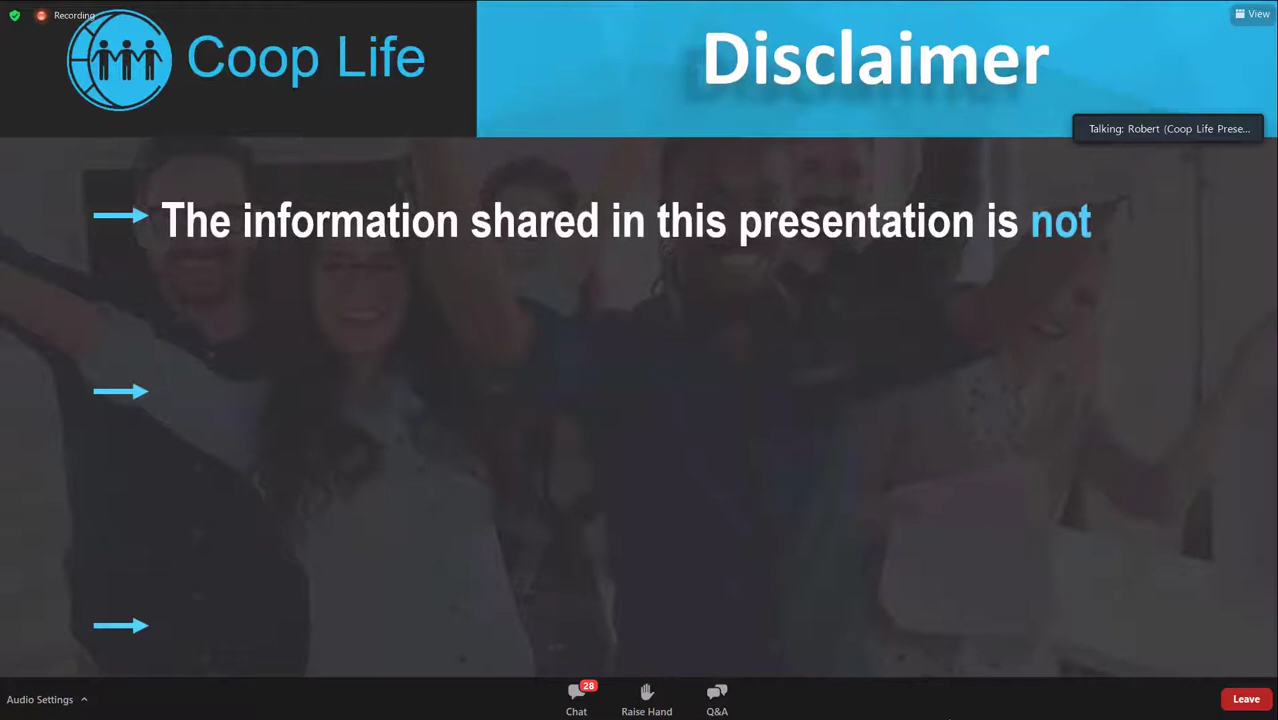 Recording
View
Coop Life
Disclaimer
Talking: Robert (Coop Life Prese...
The information shared in this presentation is not
Audio Settings
28
Chat
Raise Hand
Q&A
Leave